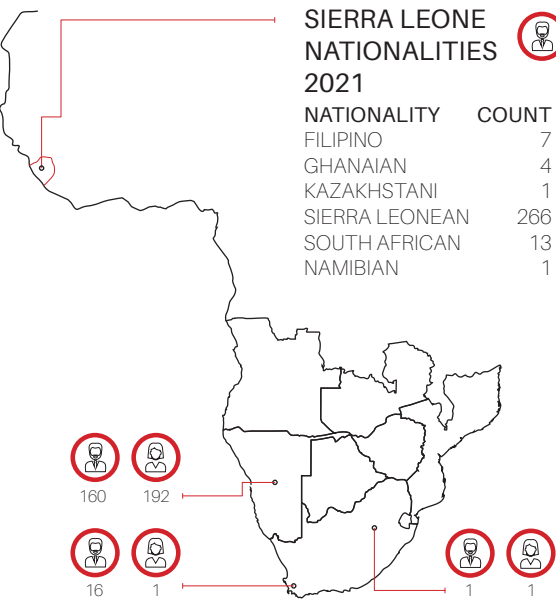 SIERRA LEONE
NATIONALITIES
2021
NATIONALITY COUNT
FILIPINO 7
GHANAIAN 4
KAZAKHSTANI 1
SIERRA LEONEAN 266
SOUTH AFRICAN 13
NAMIBIAN 1
160 192
16 1
1 1